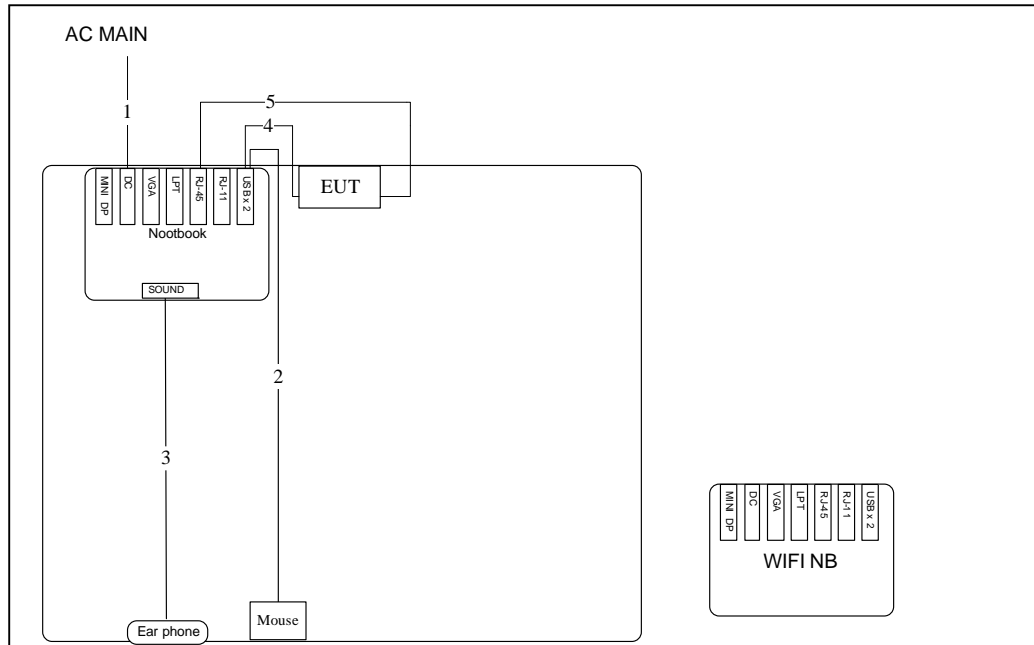 AC MAIN
1
5
4
MINI DP
DC
VGA
LPT
RJ-45
RJ-11
USB x 2
EUT
Nootbook
SOUND
2
3
MINI DP
DC
VGA
LPT
RJ-45
RJ-11
USB x 2
WIFI NB
Mouse
Ear phone